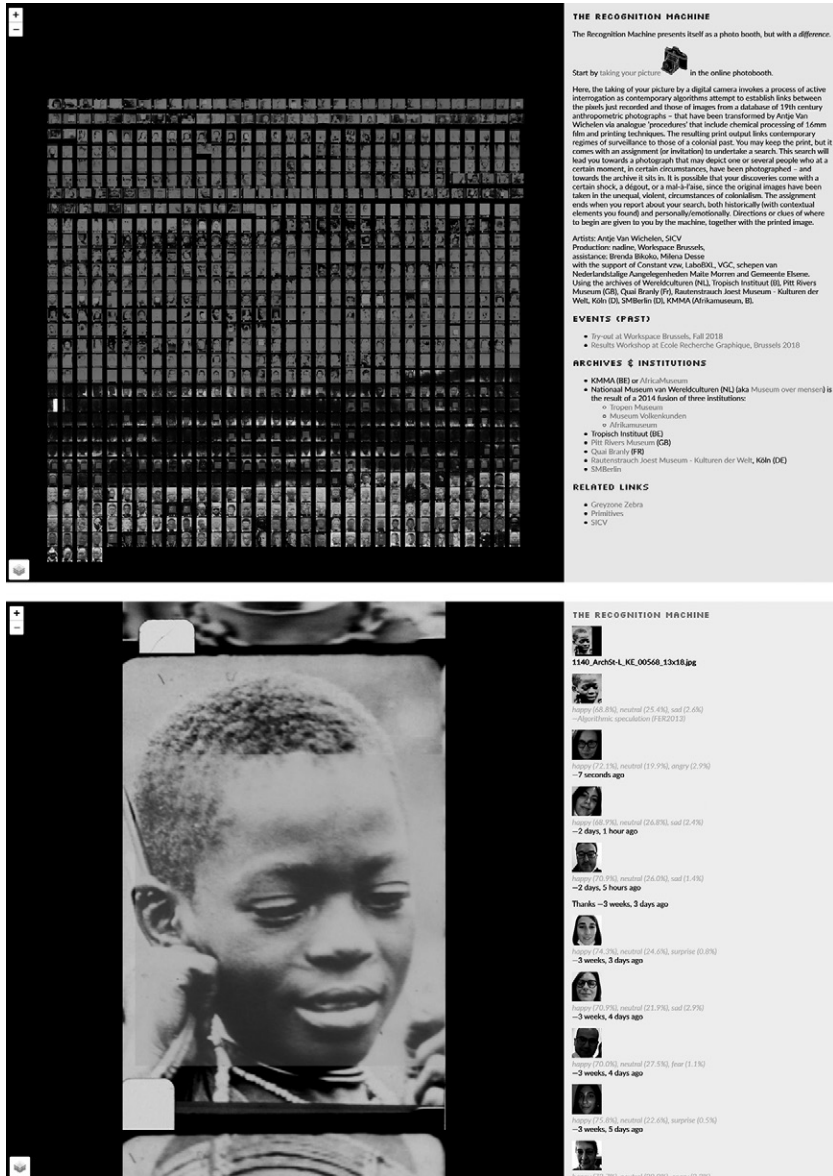 +
−
THE RECOGNITION MACHINE
The Recognition Machine presents itself as a photo booth, but with a difference.
Start by taking your picture in the online photobooth.
Here, the taking of your picture by a digital camera invokes a process of active
interrogation as contemporary algorithms attempt to establish links between
the pixels just recorded and those of images from a database of 19th century
anthropometric photographs – that have been transformed by Antje Van
Wichelen via analogue 'procedures' that include chemical processing of 16mm
film and printing techniques. The resulting print output links contemporary
regimes of surveillance to those of a colonial past. You may keep the print, but it
comes with an assignment (or invitation) to undertake a search. This search will
lead you towards a photograph that may depict one or several people who at a
certain moment, in certain circumstances, have been photographed – and
towards the archive it sits in. It is possible that your discoveries come with a
certain shock, a dégout, or a mal-à-l'aise, since the original images have been
taken in the unequal, violent, circumstances of colonialism. The assignment
ends when you report about your search, both historically (with contextual
elements you found) and personally/emotionally. Directions or clues of where
to begin are given to you by the machine, together with the printed image.
Artists: Antje Van Wichelen, SICV
Production: nadine, Workspace Brussels,
assistance: Brenda Bikoko, Milena Desse
with the support of Constant vzw, LaboBXL, VGC, schepen van
Nederlandstalige Aangelegenheden Maite Morren and Gemeente Elsene.
Using the archives of Wereldculturen (NL), Tropisch Instituut (B), Pitt Rivers
Museum (GB), Quai Branly (Fr), Rautenstrauch Joest Museum - Kulturen der
Welt, Köln (D), SMBerlin (D), KMMA (Afrikamuseum, B).
EVENTS (PAST)
Try-out at Workspace Brussels, Fall 2018
Results Workshop at Ecole Recherche Graphique, Brussels 2018
ARCHIVES & INSTITUTIONS
KMMA (BE) ur AfricaMuseum
Nationaal Museum van Wereldculturen (NL) (aka Museum over mensen) is
the result of a 2014 fusion of three institutions:
Tropen Museum
Museum Volkenkunden
Afrikamuseum
Tropisch Instituut (BE)
Pitt Rivers Museum (GB)
Quai Branly (FR)
Rautenstrauch Joest Museum - Kulturen der Welt, Köln (DE)
SMBerlin
RELATED LINKS
Greyzone Zebra
Primitives
SICV
+
−
THE RECOGNITION MACHINE
1140_ArchSt-L_KE_00568_13x18.jpg
happy (68.8%), neutral (25.4%), sad (2.6%)
—Algorithmic speculation (FER2013)
happy (72.1%), neutral (19.9%), angry (2.9%)
—7 seconds ago
happy (68.9%), neutral (26.8%), sad (2.4%)
—2 days, 1 hour ago
happy (70.9%), neutral (26.0%), sad (1.4%)
—2 days, 5 hours ago
Thanks —3 weeks, 3 days ago
happy (74.3%), neutral (24.6%), surprise (0.8%)
—3 weeks, 3 days ago
happy (70.9%), neutral (21.9%), sad (2.9%)
—3 weeks, 4 days ago
happy (70.0%), neutral (27.5%), fear (1.1%)
—3 weeks, 4 days ago
happy (75.8%), neutral (22.6%), surprise (0.5%)
—3 weeks, 5 days ago